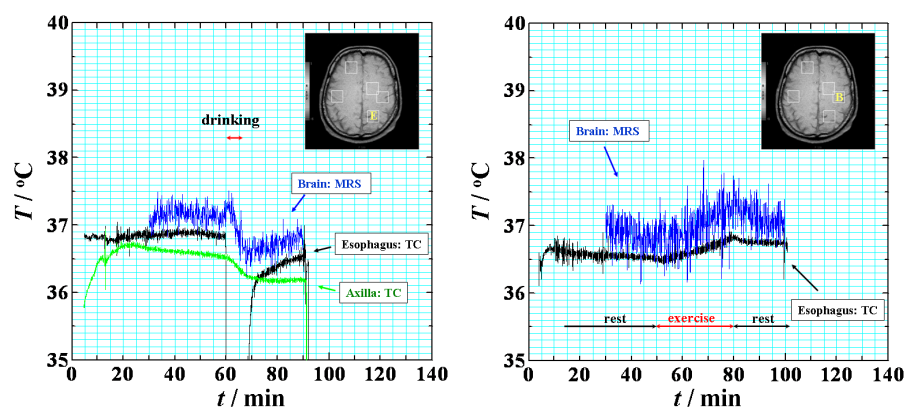 40
39
38
37
36
35
T / °C
drinking
E
Brain: MRS
Esophagus: TC
Axilla: TC
0 20 40 60 80 100 120 140
t / min
40
39
38
37
36
35
T / °C
B
Brain: MRS
Esophagus: TC
rest exercise rest
0 20 40 60 80 100 120 140
t / min